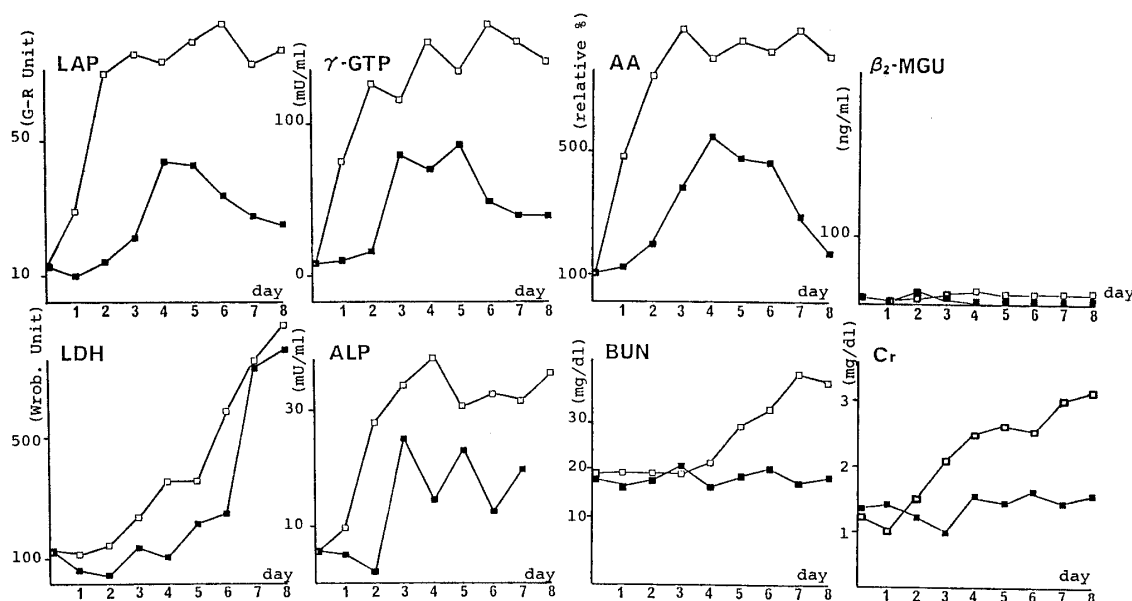 LAP
(G-R Unit)
50
10
day
1 2 3 4 5 6 7 8
γ-GTP
(mU/ml)
100
0
day
1 2 3 4 5 6 7 8
AA
(relative %)
500
100
day
1 2 3 4 5 6 7 8
β2-MGU
(ng/ml)
100
day
1 2 3 4 5 6 7 8
LDH
(Wrob. Unit)
500
100
day
1 2 3 4 5 6 7 8
ALP
(mU/ml)
30
10
day
1 2 3 4 5 6 7 8
BUN
(mg/dl)
30
20
10
day
1 2 3 4 5 6 7 8
Cr
(mg/dl)
3
2
1
day
1 2 3 4 5 6 7 8